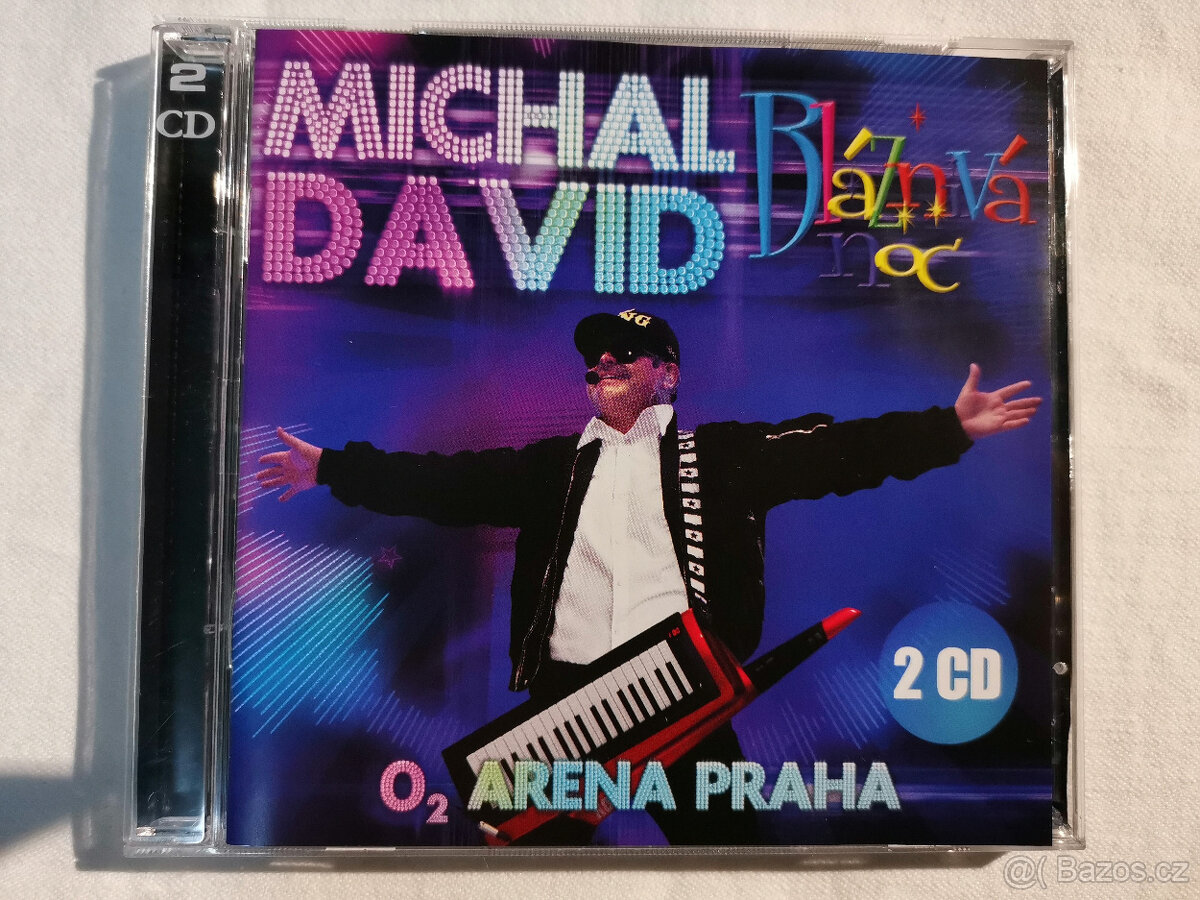 2
CD
MICHAL
DAVID
Bláznivá
noc
2 CD
O2 ARENA PRAHA
@( Bazos.cz